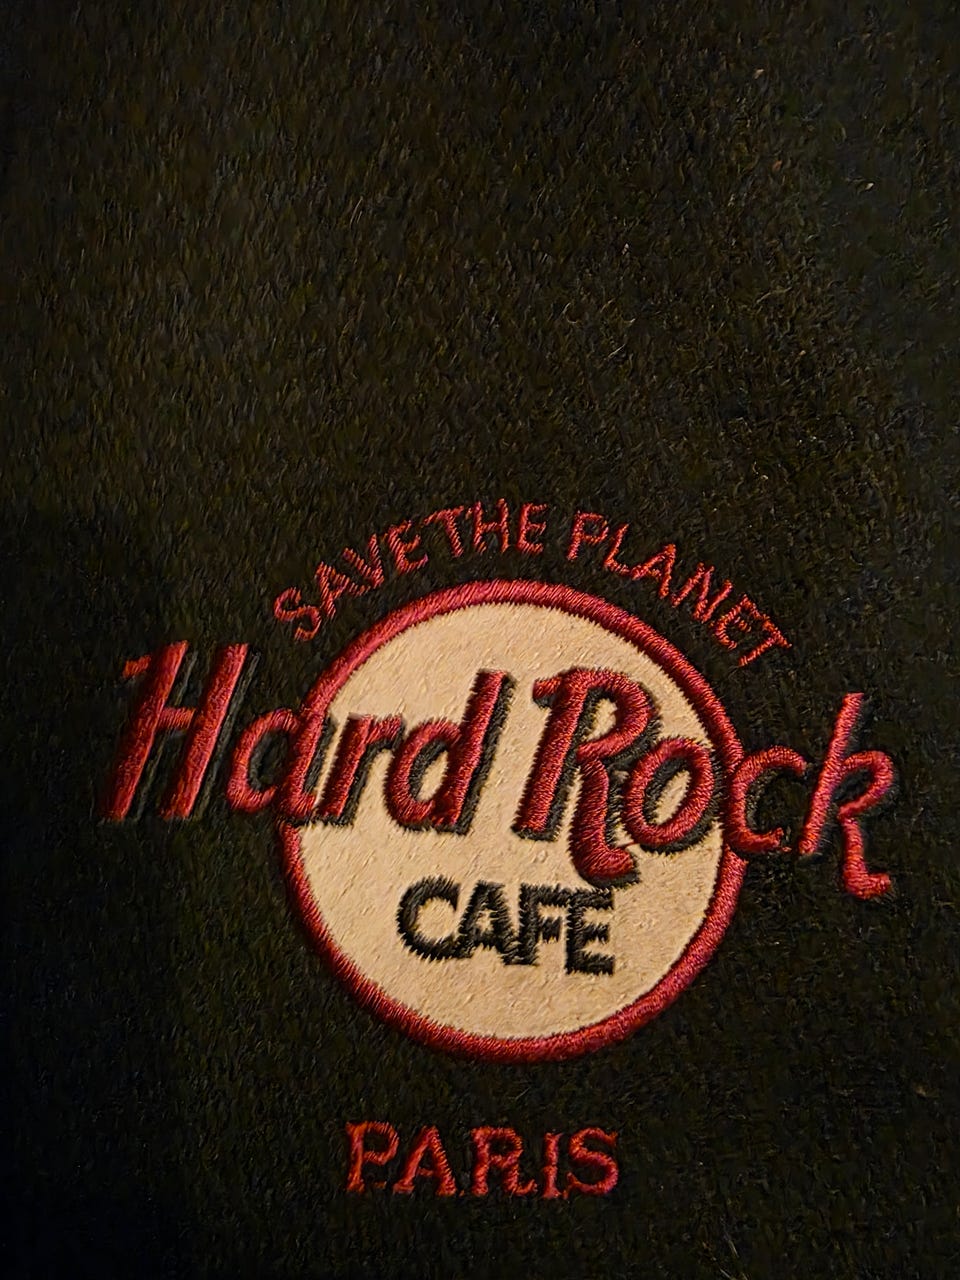 SAVE THE PLANET
Hard Rock
CAFE
PARIS